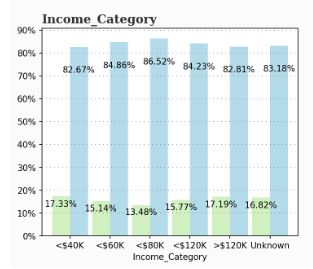 Income_Category
90%
80%
70%
60%
50%
40%
30%
20%
10%
0%
82.67% 84.86% 86.52% 84.23% 82.81% 83.18%
17.33% 15.14% 13.48% 15.77% 17.19% 16.82%
<$40K <$60K <$80K <$120K >$120K Unknown
Income_Category